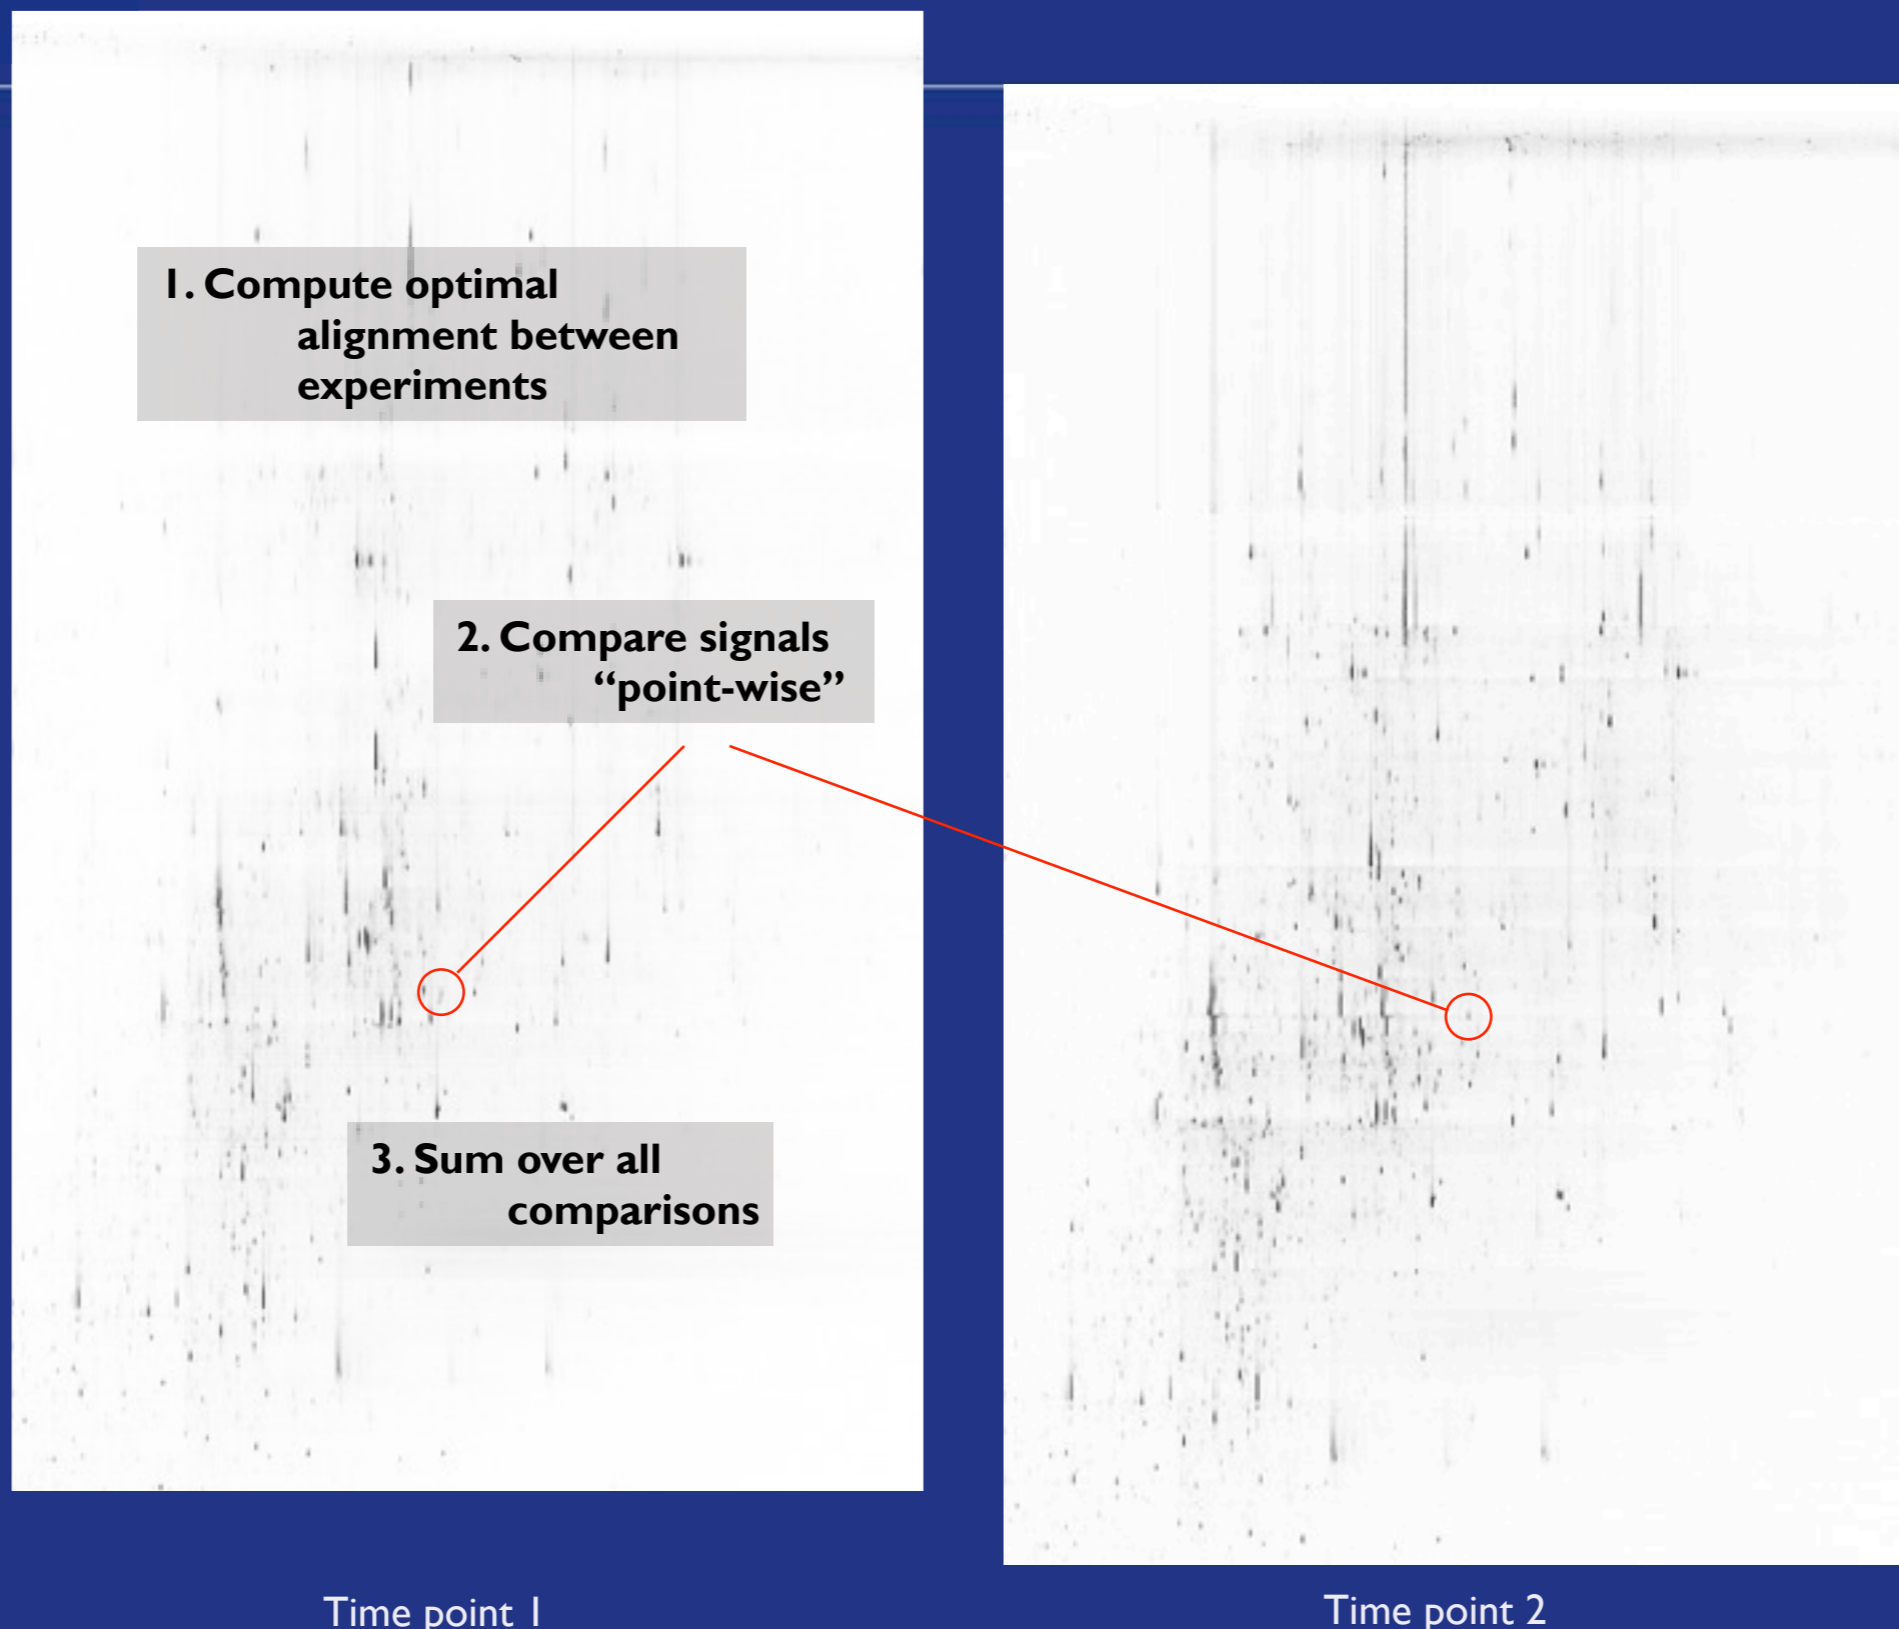 1. Compute optimal
alignment between
experiments
2. Compare signals
“point-wise”
3. Sum over all
comparisons
Time point 1
Time point 2